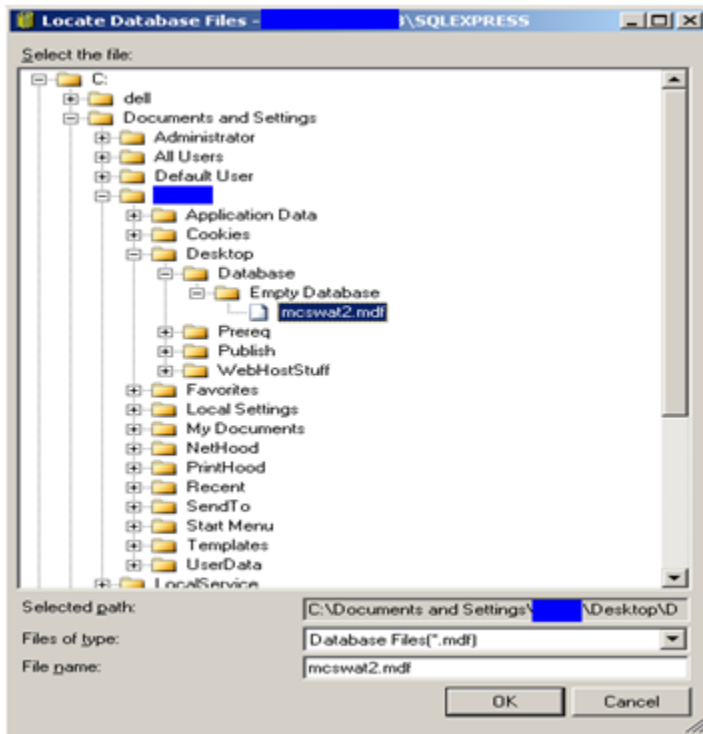 Locate Database Files - \SQLEXPRESS
Select the file:
C:
dell
Documents and Settings
Administrator
All Users
Default User
Application Data
Cookies
Desktop
Database
Empty Database
mcswat2.mdf
Prereq
Publish
WebHostStuff
Favorites
Local Settings
My Documents
NetHood
PrintHood
Recent
SendTo
Start Menu
Templates
UserData
LocalService
Selected path: C:\Documents and Settings\ \Desktop\D
Files of type: Database Files(*.mdf)
File name: mcswat2.mdf
OK Cancel